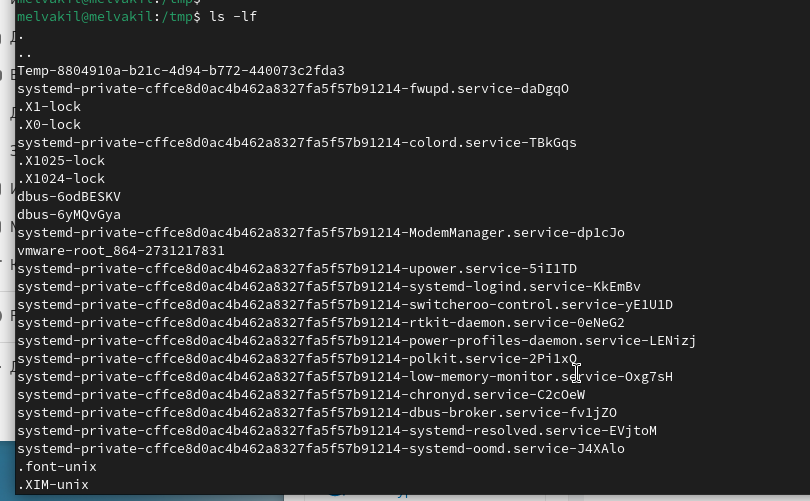 melvakil@melvakil:/tmp$
melvakil@melvakil:/tmp$ ls -lf
.
..
Temp-8804910a-b21c-4d94-b772-440073c2fda3
systemd-private-cffce8d0ac4b462a8327fa5f57b91214-fwupd.service-daDgqO
.X1-lock
.X0-lock
systemd-private-cffce8d0ac4b462a8327fa5f57b91214-colord.service-TBkGqs
.X1025-lock
.X1024-lock
dbus-6odBESKV
dbus-6yMQvGya
systemd-private-cffce8d0ac4b462a8327fa5f57b91214-ModemManager.service-dp1cJo
vmware-root_864-2731217831
systemd-private-cffce8d0ac4b462a8327fa5f57b91214-upower.service-5iI1TD
systemd-private-cffce8d0ac4b462a8327fa5f57b91214-systemd-logind.service-KkEmBv
systemd-private-cffce8d0ac4b462a8327fa5f57b91214-switcheroo-control.service-yE1U1D
systemd-private-cffce8d0ac4b462a8327fa5f57b91214-rtkit-daemon.service-0eNeG2
systemd-private-cffce8d0ac4b462a8327fa5f57b91214-power-profiles-daemon.service-LENizj
systemd-private-cffce8d0ac4b462a8327fa5f57b91214-polkit.service-2Pi1xQ
systemd-private-cffce8d0ac4b462a8327fa5f57b91214-low-memory-monitor.service-Oxg7sH
systemd-private-cffce8d0ac4b462a8327fa5f57b91214-chronyd.service-C2cOeW
systemd-private-cffce8d0ac4b462a8327fa5f57b91214-dbus-broker.service-fv1jZO
systemd-private-cffce8d0ac4b462a8327fa5f57b91214-systemd-resolved.service-EVjtoM
systemd-private-cffce8d0ac4b462a8327fa5f57b91214-systemd-oomd.service-J4XAlo
.font-unix
.XIM-unix